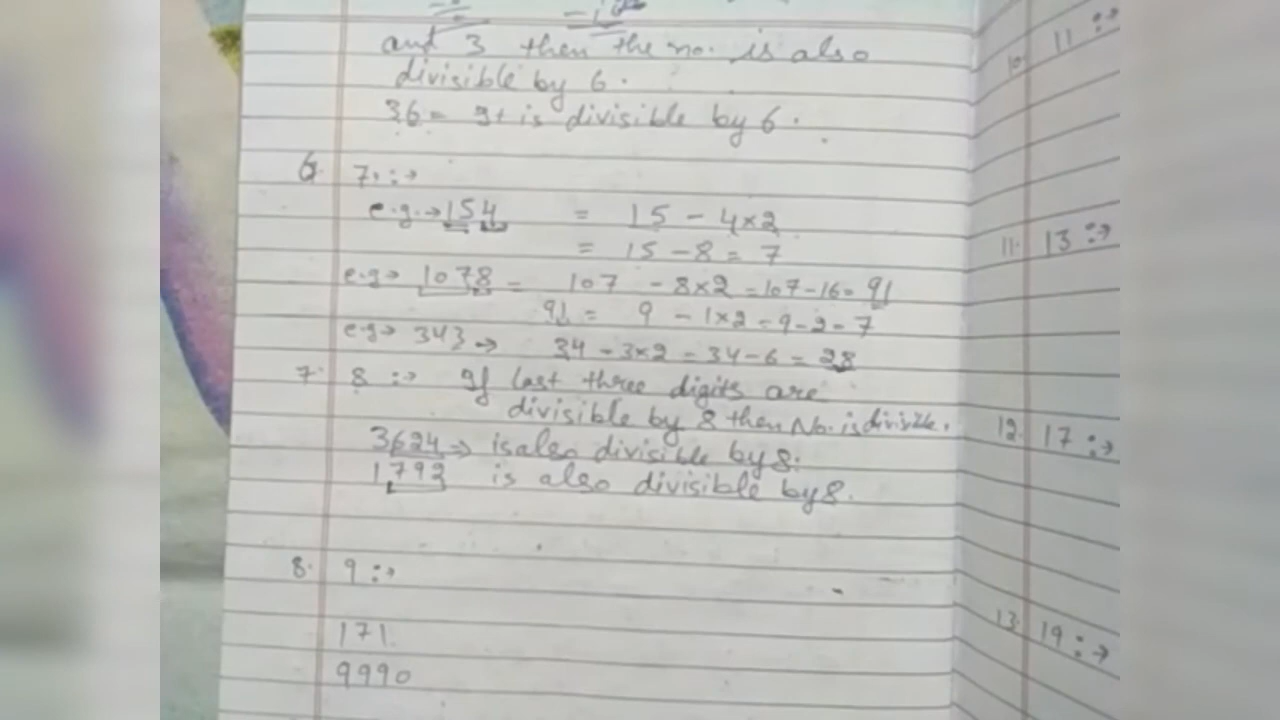 and 3 then the no. is also
divisible by 6.
36 = It is divisible by 6.
6. 7. :→
e.g. → 154 = 15 - 4×2
= 15 - 8 = 7
e.g → 1078 = 107 - 8×2 = 107 - 16 = 91
91 = 9 - 1×2 = 9 - 2 = 7
e.g → 343 → 34 - 3×2 = 34 - 6 = 28
7. 8 :→ If last three digits are
divisible by 8 then No. is divisible.
3624 ⇒ is also divisible by 8.
1792 is also divisible by 8.
8. 9 :→
171
9990
10. 11 :→
11. 13 :→
12. 17 :→
13. 19 :→